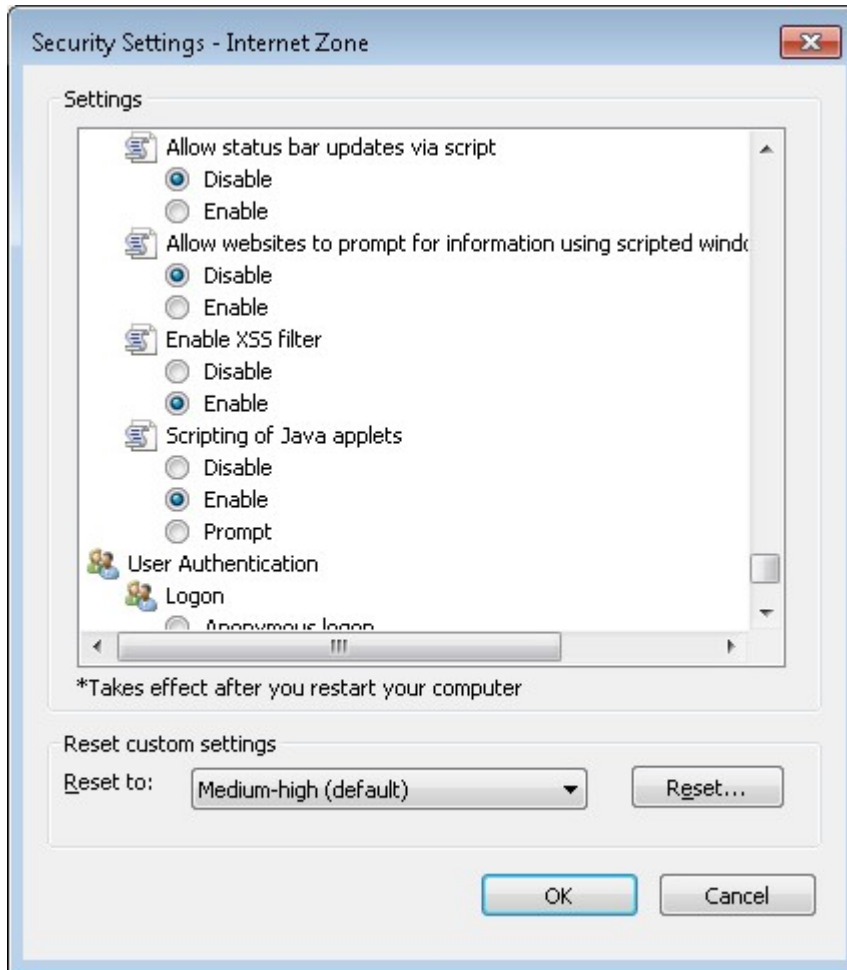 Security Settings - Internet Zone
Settings
Allow status bar updates via script
Disable
Enable
Allow websites to prompt for information using scripted windo
Disable
Enable
Enable XSS filter
Disable
Enable
Scripting of Java applets
Disable
Enable
Prompt
User Authentication
Logon
Anonymous logon
*Takes effect after you restart your computer
Reset custom settings
Reset to:
Medium-high (default)
Reset...
OK
Cancel